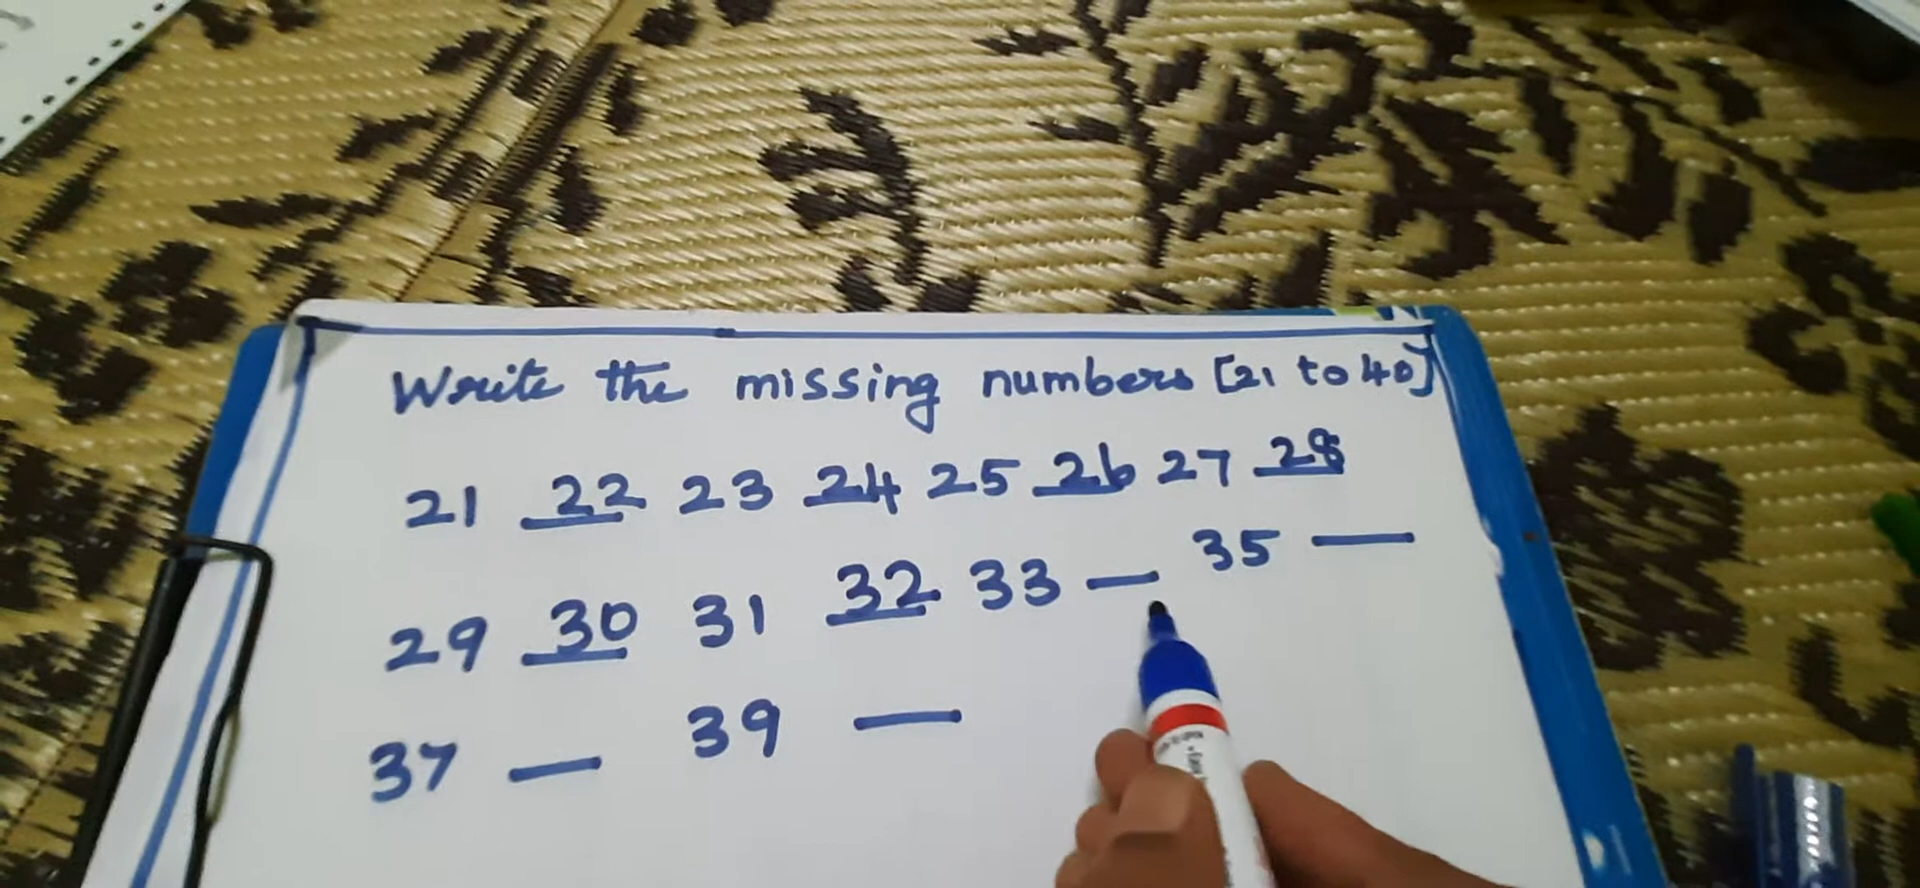 Write the missing numbers [21 to 40]
21 22 23 24 25 26 27 28
29 30 31 32 33 — 35 —
37 — 39 —